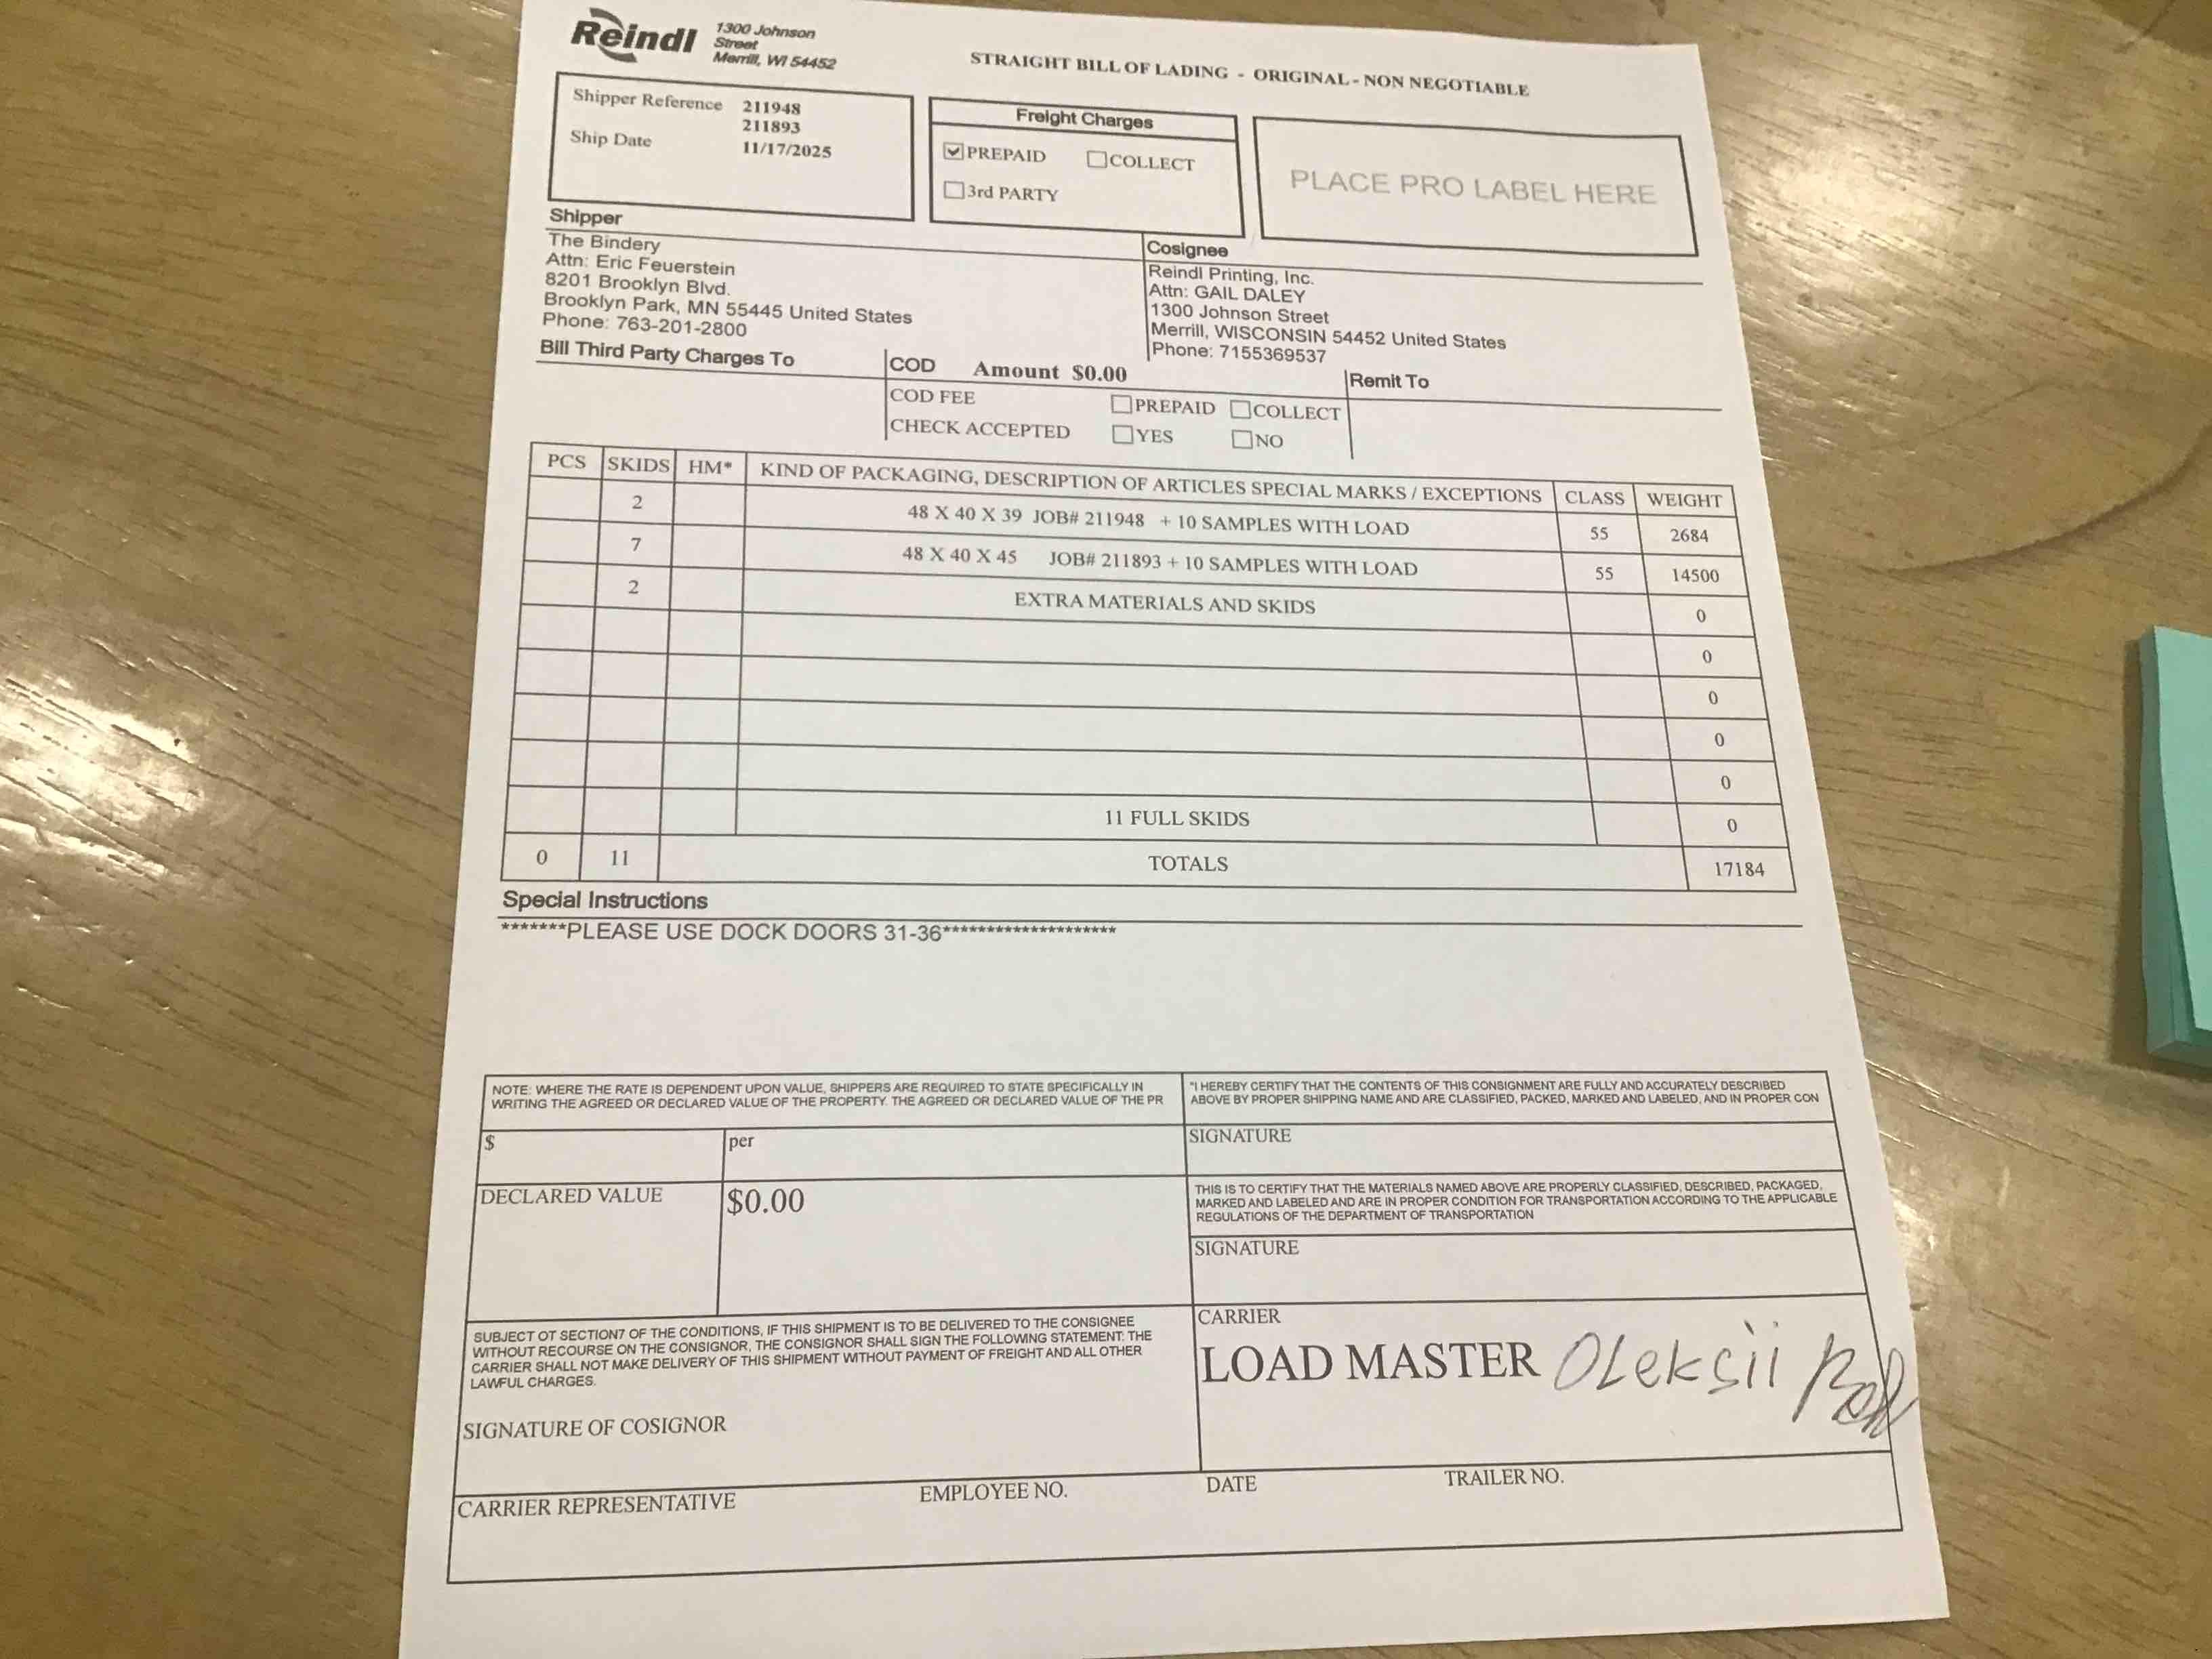 Reindl
1300 Johnson
Street
Merrill, WI 54452
STRAIGHT BILL OF LADING - ORIGINAL - NON NEGOTIABLE
Shipper Reference 211948
211893
Ship Date 11/17/2025
Freight Charges
PREPAID COLLECT
3rd PARTY
PLACE PRO LABEL HERE
Shipper
The Bindery
Attn: Eric Feuerstein
8201 Brooklyn Blvd.
Brooklyn Park, MN 55445 United States
Phone: 763-201-2800
Cosignee
Reindl Printing, Inc.
Attn: GAIL DALEY
1300 Johnson Street
Merrill, WISCONSIN 54452 United States
Phone: 7155369537
Bill Third Party Charges To
COD Amount $0.00
COD FEE PREPAID COLLECT
CHECK ACCEPTED YES NO
Remit To
PCS SKIDS HM* KIND OF PACKAGING, DESCRIPTION OF ARTICLES SPECIAL MARKS / EXCEPTIONS CLASS WEIGHT
2 48 X 40 X 39 JOB# 211948 + 10 SAMPLES WITH LOAD 55 2684
7 48 X 40 X 45 JOB# 211893 + 10 SAMPLES WITH LOAD 55 14500
2 EXTRA MATERIALS AND SKIDS 0
0
0
0
0
11 FULL SKIDS 0
0 11 TOTALS 17184
Special Instructions
*******PLEASE USE DOCK DOORS 31-36********************
NOTE: WHERE THE RATE IS DEPENDENT UPON VALUE, SHIPPERS ARE REQUIRED TO STATE SPECIFICALLY IN
WRITING THE AGREED OR DECLARED VALUE OF THE PROPERTY. THE AGREED OR DECLARED VALUE OF THE PR
$ per
DECLARED VALUE $0.00
"I HEREBY CERTIFY THAT THE CONTENTS OF THIS CONSIGNMENT ARE FULLY AND ACCURATELY DESCRIBED
ABOVE BY PROPER SHIPPING NAME AND ARE CLASSIFIED, PACKED, MARKED AND LABELED, AND IN PROPER CON
SIGNATURE
THIS IS TO CERTIFY THAT THE MATERIALS NAMED ABOVE ARE PROPERLY CLASSIFIED, DESCRIBED, PACKAGED,
MARKED AND LABELED AND ARE IN PROPER CONDITION FOR TRANSPORTATION ACCORDING TO THE APPLICABLE
REGULATIONS OF THE DEPARTMENT OF TRANSPORTATION
SIGNATURE
SUBJECT OT SECTION7 OF THE CONDITIONS, IF THIS SHIPMENT IS TO BE DELIVERED TO THE CONSIGNEE
WITHOUT RECOURSE ON THE CONSIGNOR, THE CONSIGNOR SHALL SIGN THE FOLLOWING STATEMENT: THE
CARRIER SHALL NOT MAKE DELIVERY OF THIS SHIPMENT WITHOUT PAYMENT OF FREIGHT AND ALL OTHER
LAWFUL CHARGES.
SIGNATURE OF COSIGNOR
CARRIER
LOAD MASTER Oleksii
CARRIER REPRESENTATIVE EMPLOYEE NO. DATE TRAILER NO.